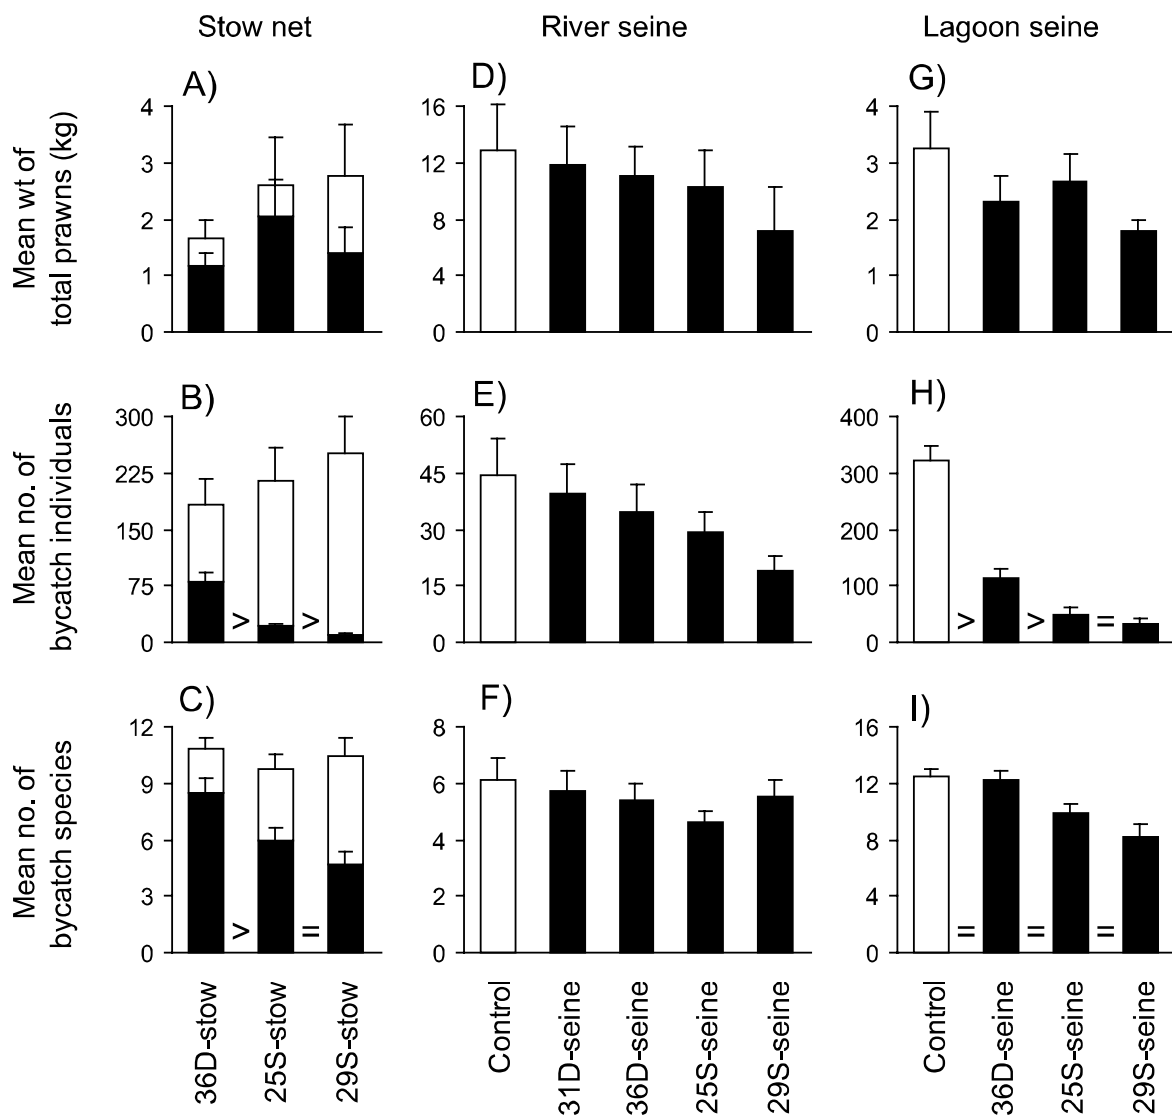 Stow net
River seine
Lagoon seine
Mean wt of
total prawns (kg)
A)
4
3
2
1
0
D)
16
12
8
4
0
G)
4
3
2
1
0
Mean no. of
bycatch individuals
B)
300
225
150
75
0
> >
E)
60
45
30
15
0
H)
400
300
200
100
0
> > =
Mean no. of
bycatch species
C)
12
9
6
3
0
> =
F)
8
6
4
2
0
I)
16
12
8
4
0
= = =
36D-stow
25S-stow
29S-stow
Control
31D-seine
36D-seine
25S-seine
29S-seine
Control
36D-seine
25S-seine
29S-seine